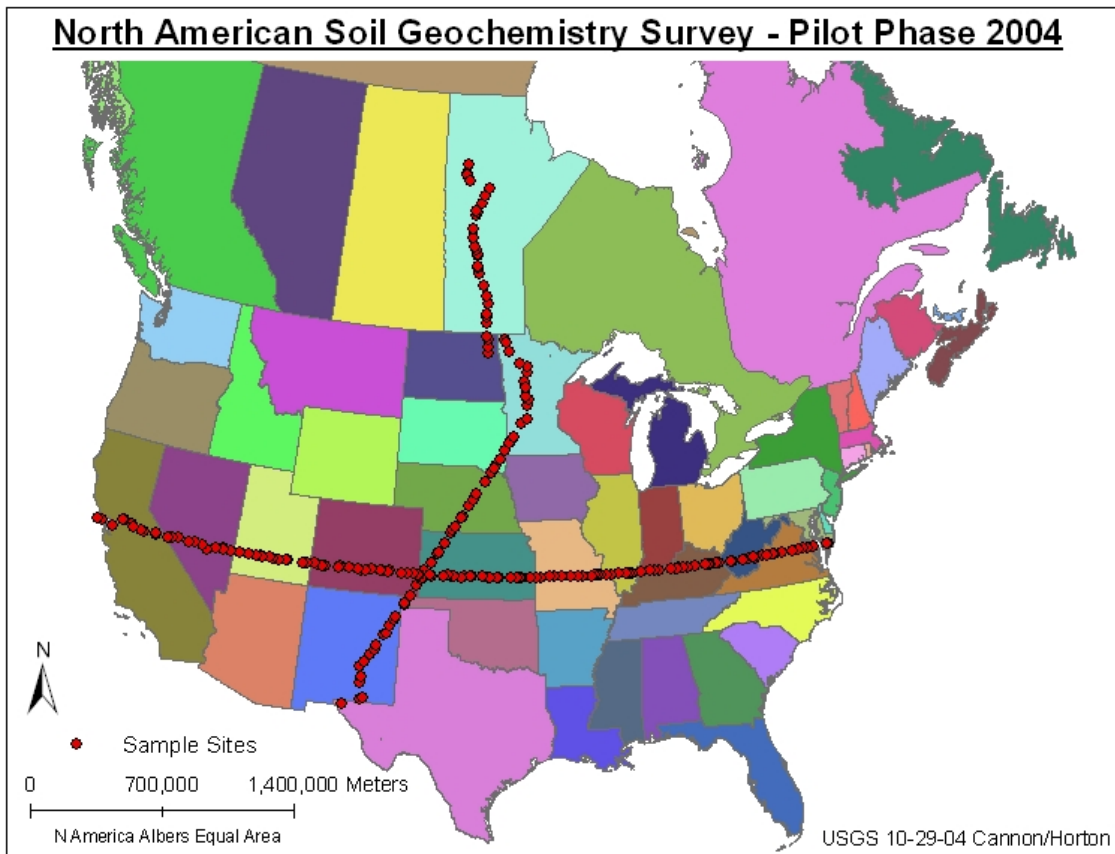 North American Soil Geochemistry Survey - Pilot Phase 2004
N
Sample Sites
0 700,000 1,400,000 Meters
N America Albers Equal Area
USGS 10-29-04 Cannon/Horton